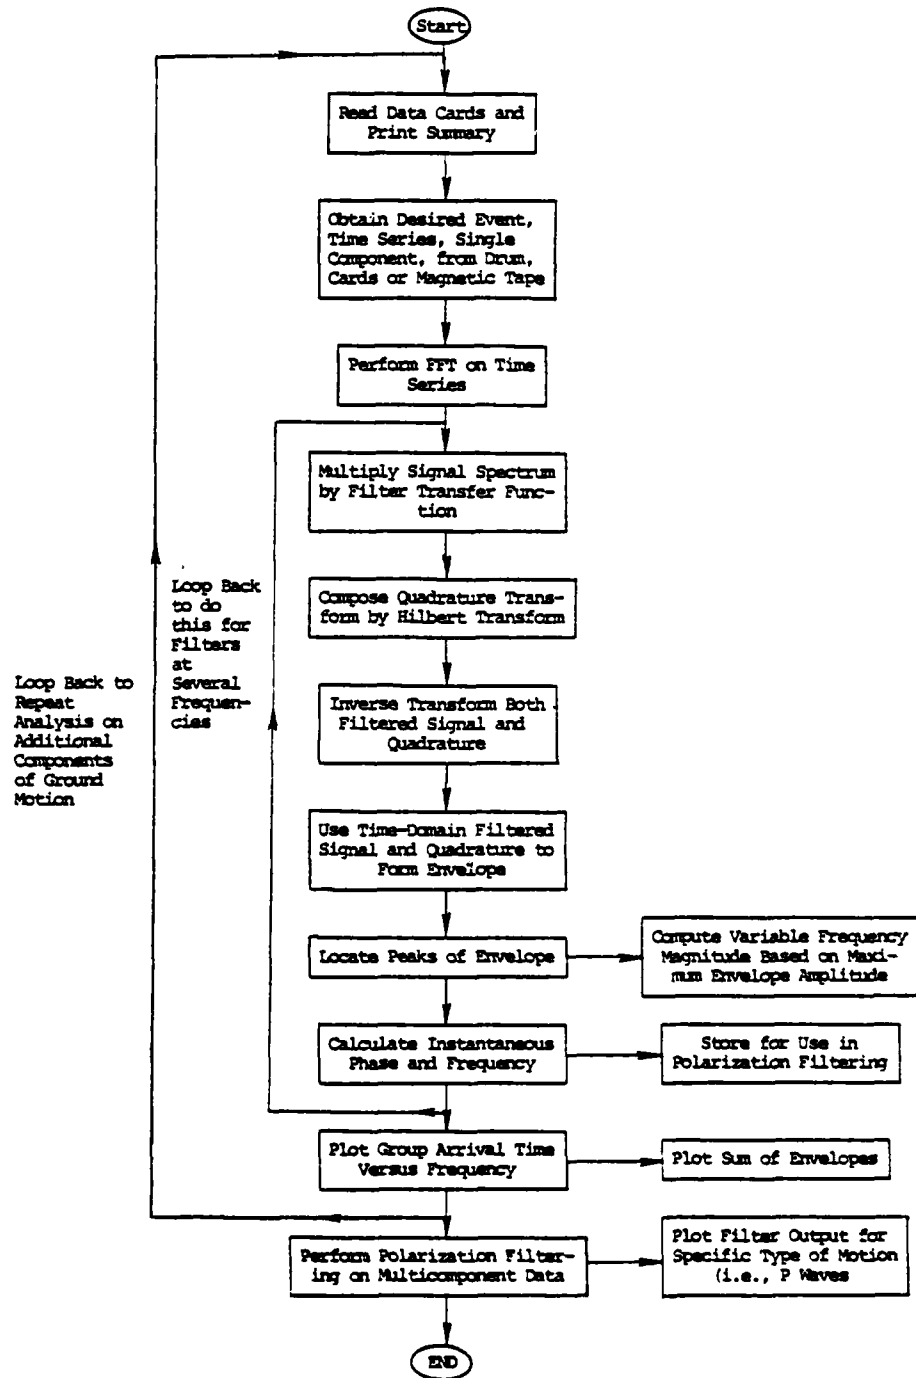 Start
Read Data Cards and
Print Summary
Obtain Desired Event,
Time Series, Single
Component, from Drum,
Cards or Magnetic Tape
Perform FFT on Time
Series
Multiply Signal Spectrum
by Filter Transfer Func-
tion
Loop Back
to do
this for
Filters
at
Several
Frequen-
cies
Compose Quadrature Trans-
form by Hilbert Transform
Loop Back to
Repeat
Analysis on
Additional
Components
of Ground
Motion
Inverse Transform Both
Filtered Signal and
Quadrature
Use Time-Domain Filtered
Signal and Quadrature to
Form Envelope
Locate Peaks of Envelope
Compute Variable Frequency
Magnitude Based on Maxi-
mum Envelope Amplitude
Calculate Instantaneous
Phase and Frequency
Store for Use in
Polarization Filtering
Plot Group Arrival Time
Versus Frequency
Plot Sum of Envelopes
Perform Polarization Filter-
ing on Multicomponent Data
Plot Filter Output for
Specific Type of Motion
(i.e., P Waves
END